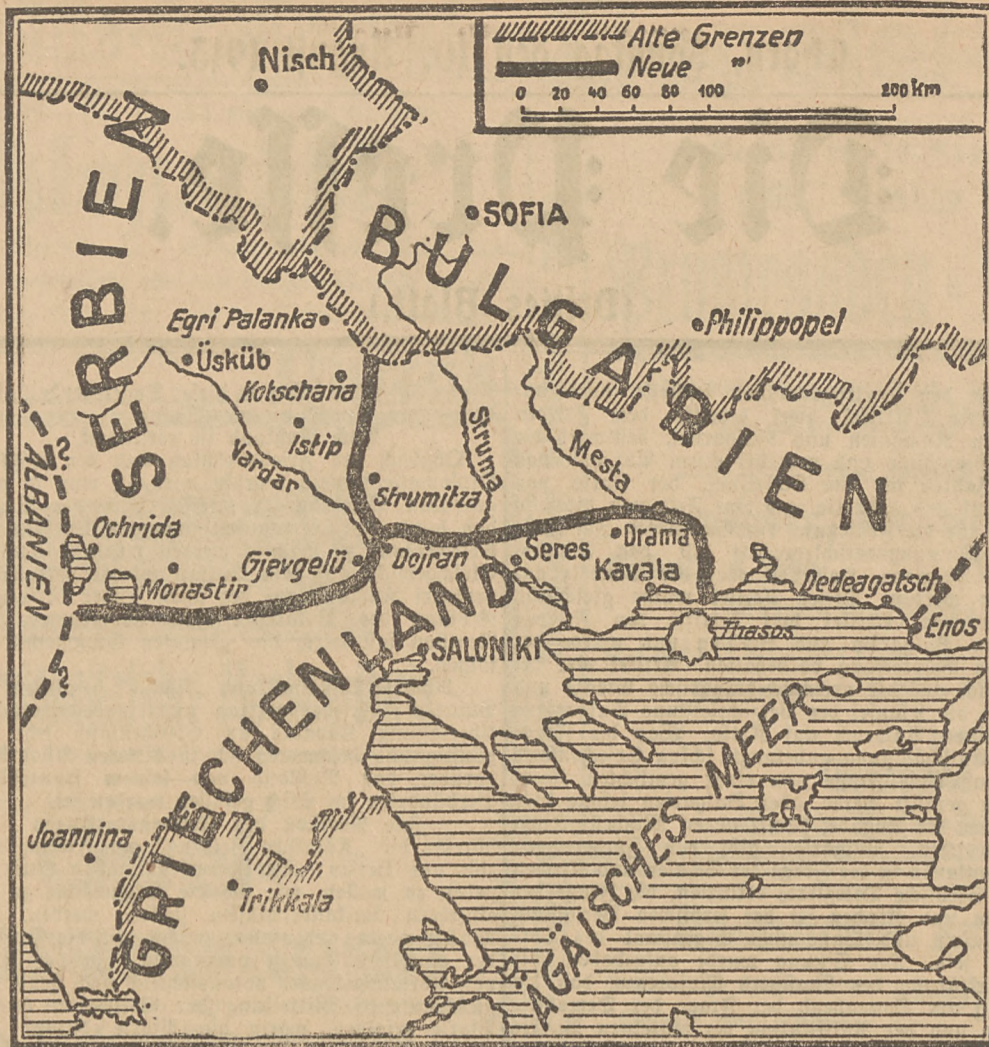 Alte Grenzen
Neue "
0 20 40 60 80 100 200 km
Nisch
SERBIEN
SOFIA
BULGARIEN
Egri Palanka
Philippopel
Üsküb
Kotschana
Istip
Vardar
Struma
Mesta
Strumitza
?
ALBANIEN
Ochrida
Gjevgelü
Dojran
Seres
Drama
Kavala
Dedeagatsch
Monastir
Enos
Thasos
?
SALONIKI
GRIECHENLAND
ÄGÄISCHES MEER
Joannina
Trikkala